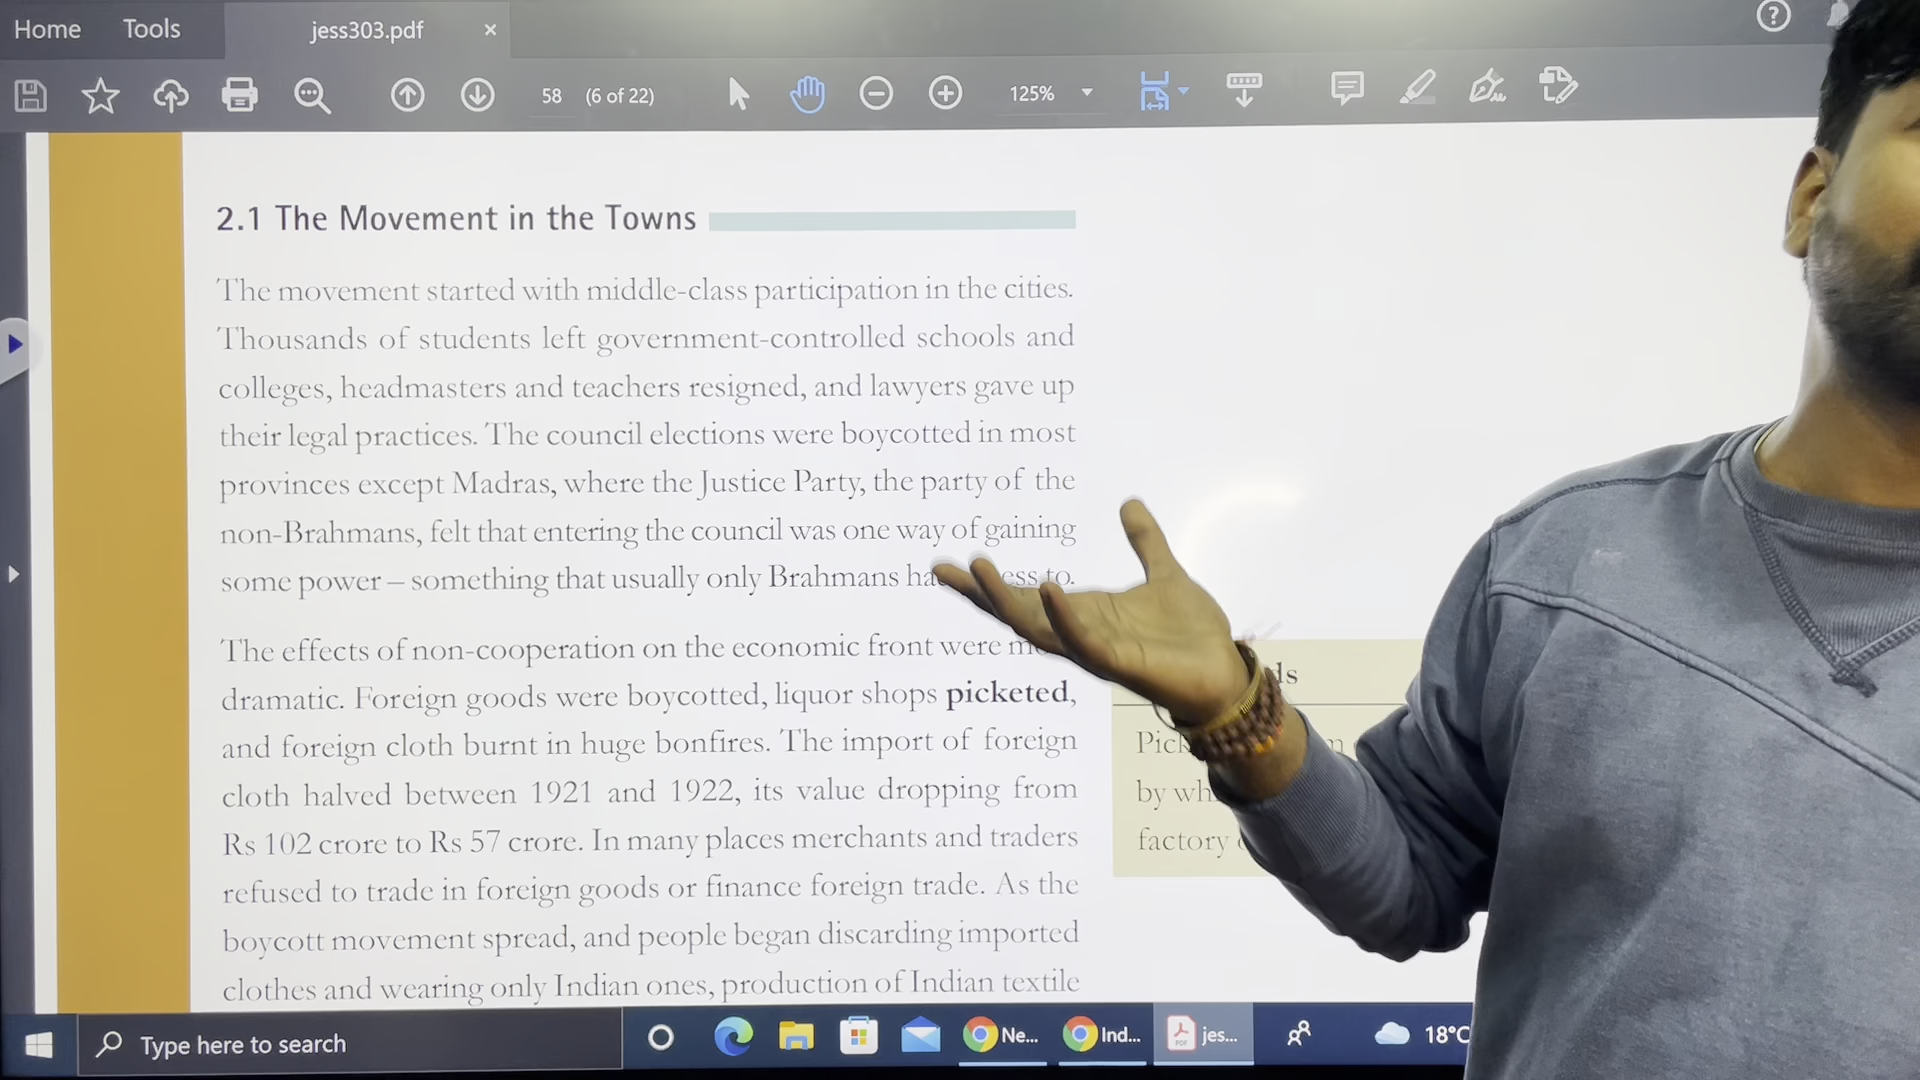 Home Tools jess303.pdf ×
58 (6 of 22) 125%
2.1 The Movement in the Towns
The movement started with middle-class participation in the cities.
Thousands of students left government-controlled schools and
colleges, headmasters and teachers resigned, and lawyers gave up
their legal practices. The council elections were boycotted in most
provinces except Madras, where the Justice Party, the party of the
non-Brahmans, felt that entering the council was one way of gaining
some power – something that usually only Brahmans to.
The effects of non-cooperation on the economic front were
dramatic. Foreign goods were boycotted, liquor shops picketed,
and foreign cloth burnt in huge bonfires. The import of foreign
cloth halved between 1921 and 1922, its value dropping from
Rs 102 crore to Rs 57 crore. In many places merchants and traders
refused to trade in foreign goods or finance foreign trade. As the
boycott movement spread, and people began discarding imported
clothes and wearing only Indian ones, production of Indian textile
by
factory
Type here to search
Ne... Ind... jes... 18°C